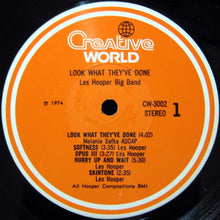 Creative
WORLD
LOOK WHAT THEY'VE DONE
Les Hooper Big Band
℗ 1974
CW-3002
STEREO 1
LOOK WHAT THEY'VE DONE (4.02)
Melanie Safka ASCAP
SOFTNESS (3:35) Les Hooper
OPUS III (3:27) Les Hooper
HURRY UP AND WAIT (5:30)
Les Hooper
SKINTONE (2:35)
Les Hooper
All Hooper Compositions BMI